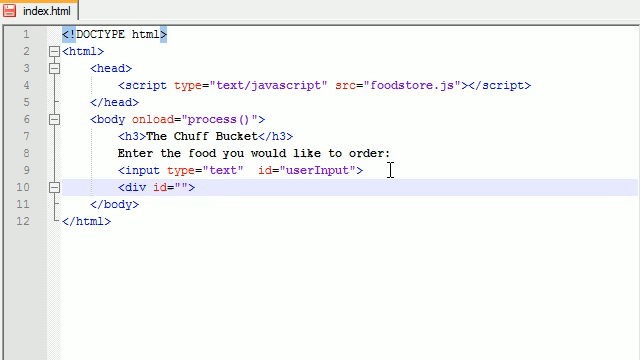 index.html
1 <!DOCTYPE html>
2 <html>
3 <head>
4 <script type="text/javascript" src="foodstore.js"></script>
5 </head>
6 <body onload="process()">
7 <h3>The Chuff Bucket</h3>
8 Enter the food you would like to order:
9 <input type="text"  id="userInput">
10 <div id="">
11 </body>
12 </html>